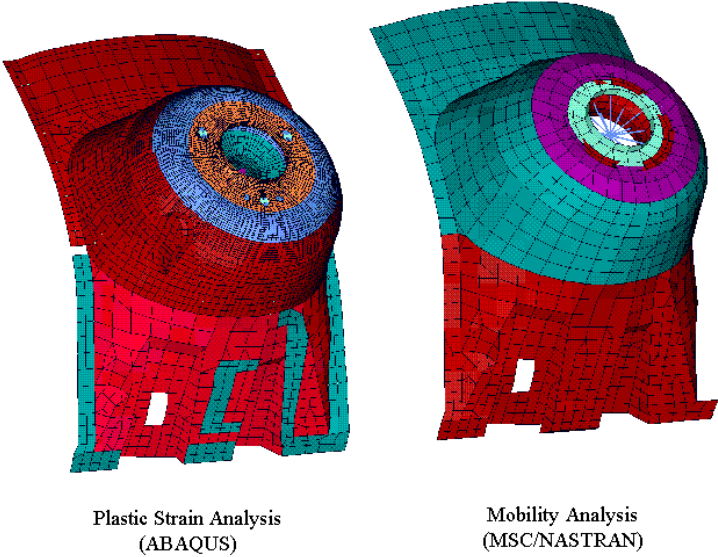 Plastic Strain Analysis
(ABAQUS)
Mobility Analysis
(MSC/NASTRAN)